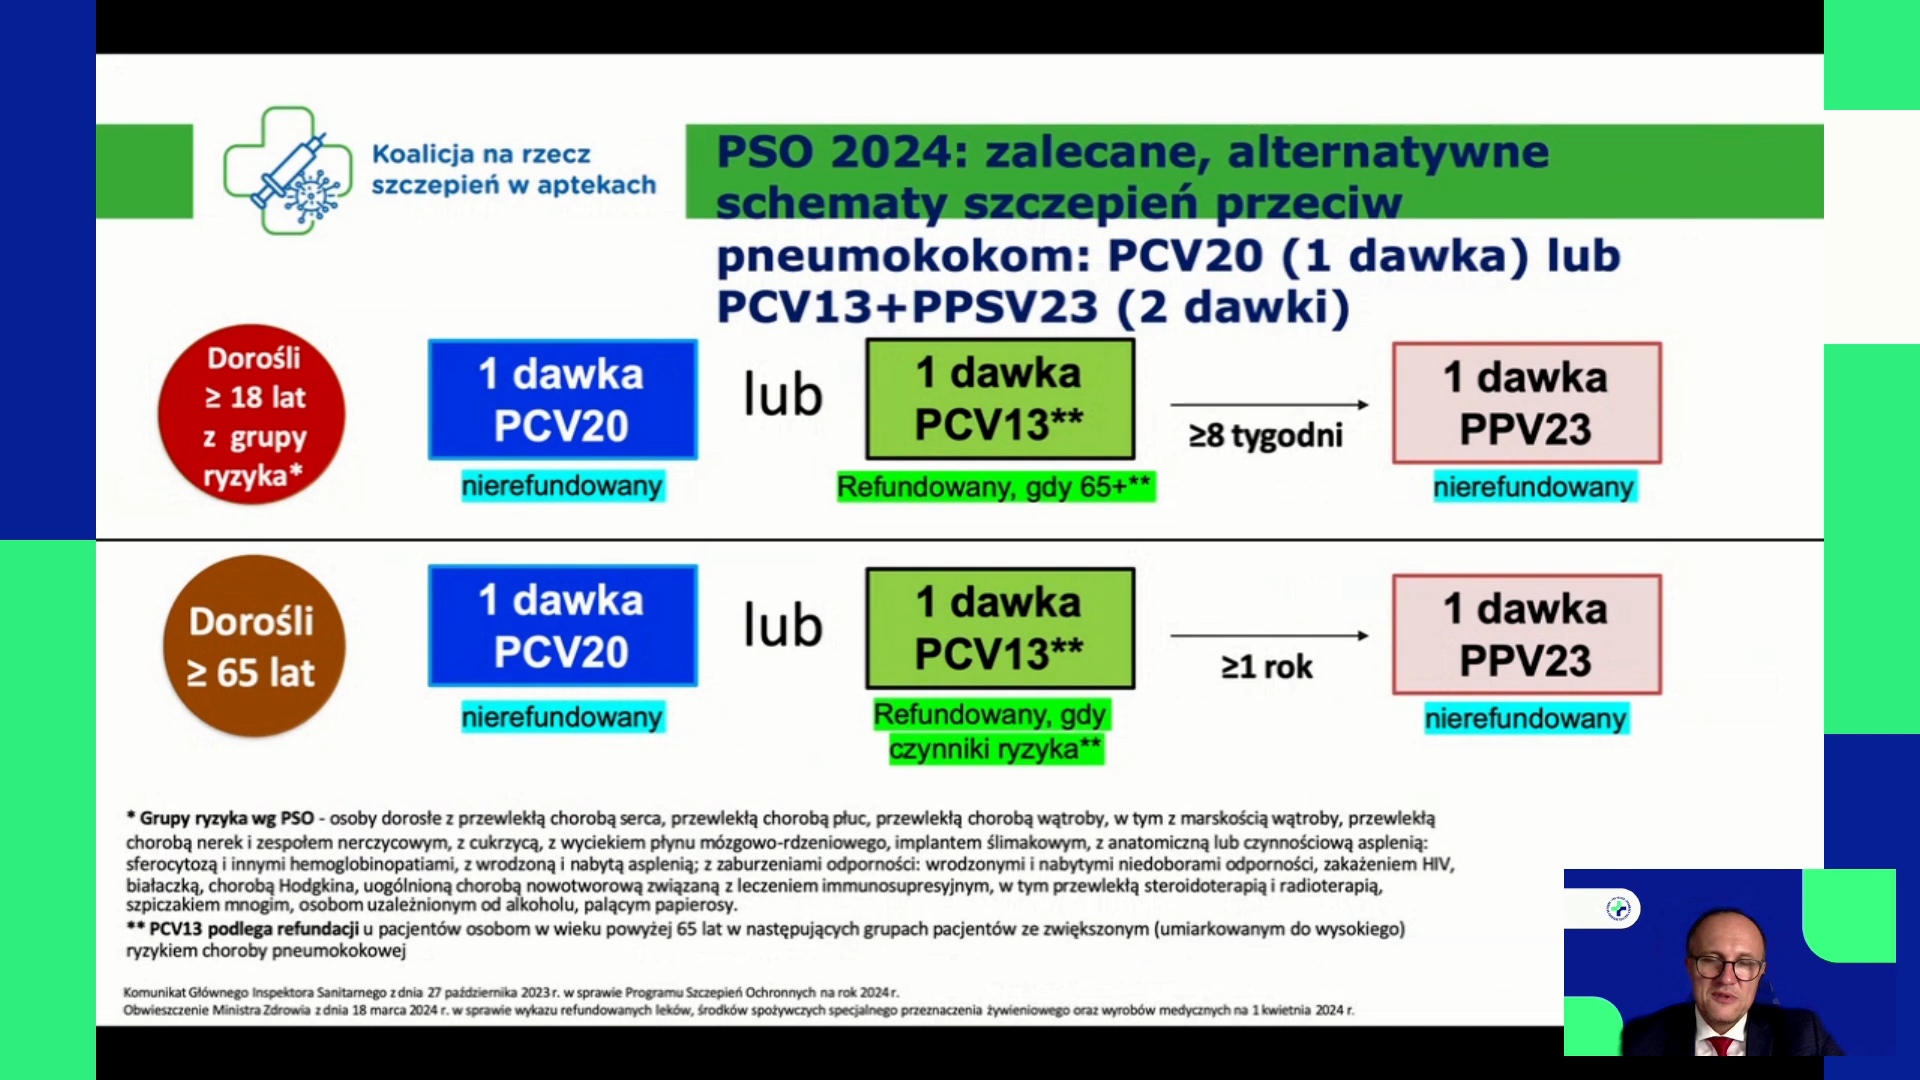 Koalicja na rzecz
szczepień w aptekach
PSO 2024: zalecane, alternatywne
schematy szczepień przeciw
pneumokokom: PCV20 (1 dawka) lub
PCV13+PPSV23 (2 dawki)
Dorośli
≥ 18 lat
z grupy
ryzyka*
1 dawka
PCV20
nierefundowany
lub
1 dawka
PCV13**
Refundowany, gdy 65+**
≥8 tygodni
1 dawka
PPV23
nierefundowany
Dorośli
≥ 65 lat
1 dawka
PCV20
nierefundowany
lub
1 dawka
PCV13**
Refundowany, gdy
czynniki ryzyka**
≥1 rok
1 dawka
PPV23
nierefundowany
* Grupy ryzyka wg PSO - osoby dorosłe z przewlekłą chorobą serca, przewlekłą chorobą płuc, przewlekłą chorobą wątroby, w tym z marskością wątroby, przewlekłą
chorobą nerek i zespołem nerczycowym, z cukrzycą, z wyciekiem płynu mózgowo-rdzeniowego, implantem ślimakowym, z anatomiczną lub czynnościową asplenią:
sferocytozą i innymi hemoglobinopatiami, z wrodzoną i nabytą asplenią; z zaburzeniami odporności: wrodzonymi i nabytymi niedoborami odporności, zakażeniem HIV,
białaczką, chorobą Hodgkina, uogólnioną chorobą nowotworową związaną z leczeniem immunosupresyjnym, w tym przewlekłą steroidoterapią i radioterapią,
szpiczakiem mnogim, osobom uzależnionym od alkoholu, palącym papierosy.
** PCV13 podlega refundacji u pacjentów osobom w wieku powyżej 65 lat w następujących grupach pacjentów ze zwiększonym (umiarkowanym do wysokiego)
ryzykiem choroby pneumokokowej
Komunikat Głównego Inspektora Sanitarnego z dnia 27 października 2023 r. w sprawie Programu Szczepień Ochronnych na rok 2024 r.
Obwieszczenie Ministra Zdrowia z dnia 18 marca 2024 r. w sprawie wykazu refundowanych leków, środków spożywczych specjalnego przeznaczenia żywieniowego oraz wyrobów medycznych na 1 kwietnia 2024 r.